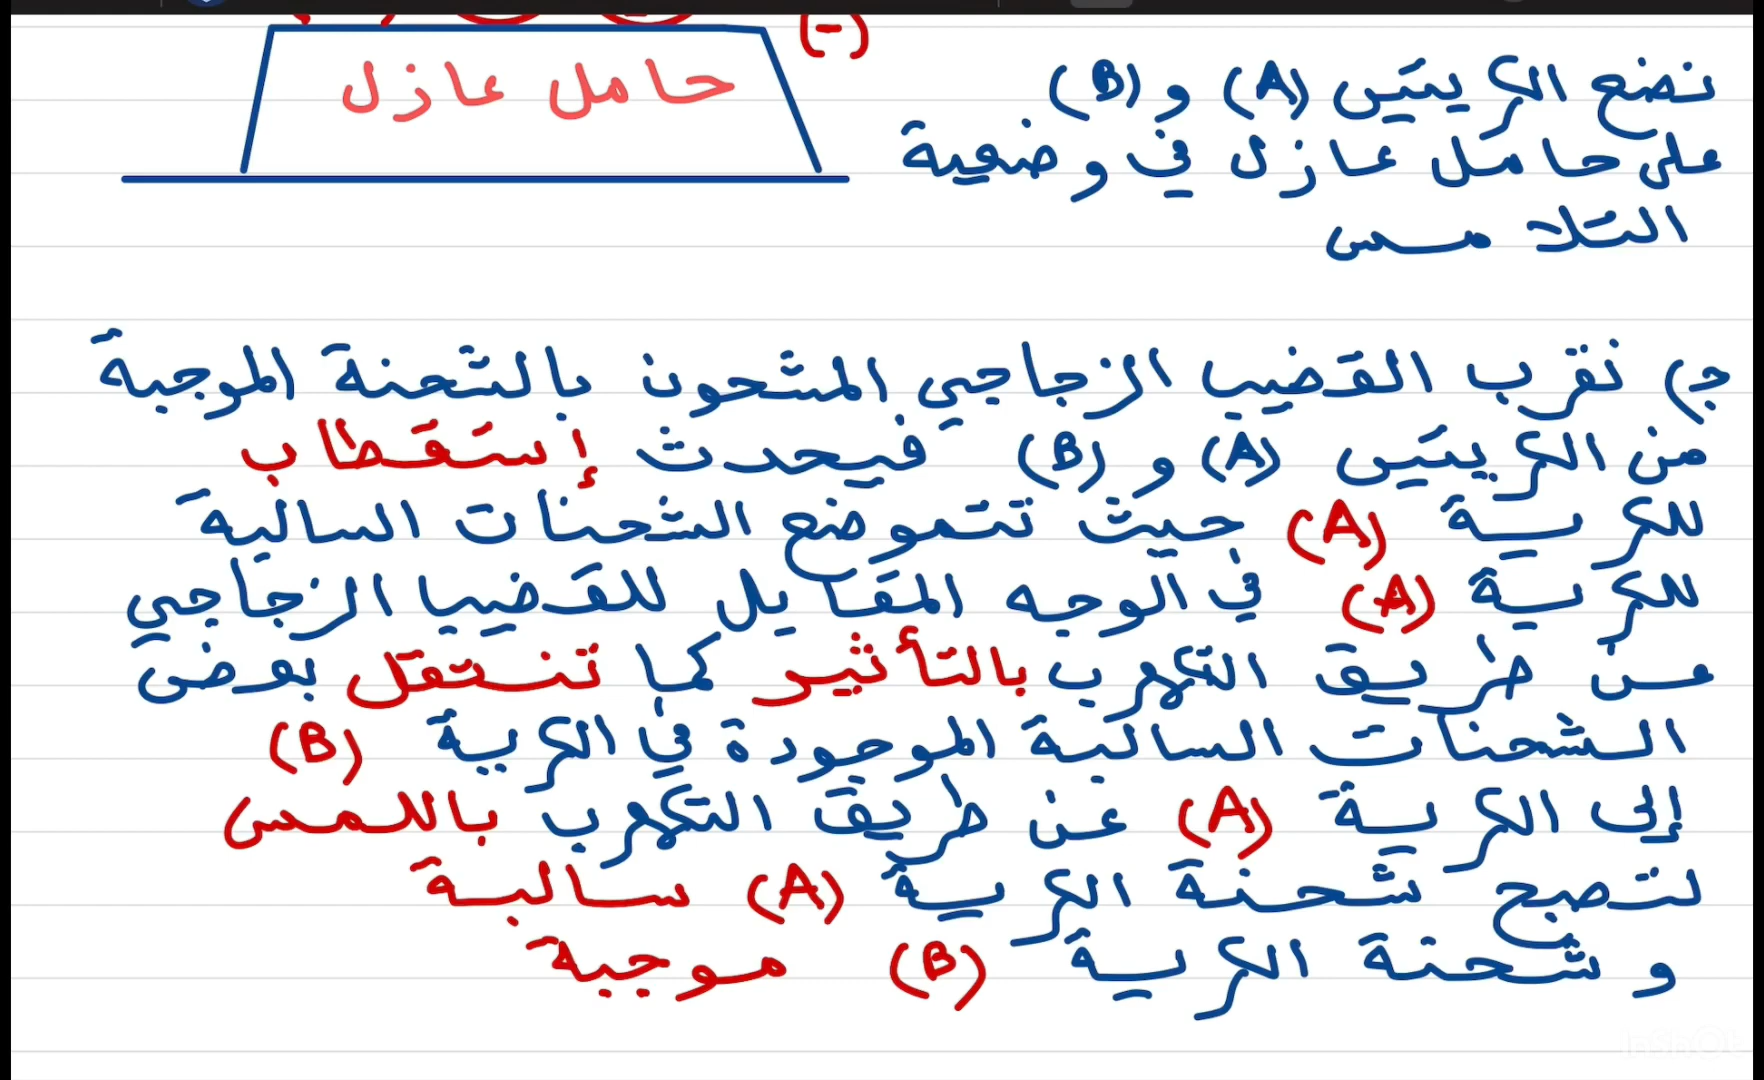 (-)
حامل عازل
نضع الكريتين (A) و (B)
على حامل عازل في وضعية
التلامس
ج) نقرب القضيب الزجاجي المشحون بالشحنة الموجبة
من الكريتين (A) و (B) فيحدث إستقطاب
للكرية (A) حيث تتموضع الشحنات السالبة
للكرية (A) في الوجه المقابل للقضيب الزجاجي
عن طريق التكهرب بالتأثير كما تنتقل بعض
الشحنات السالبة الموجودة في الكرية (B)
إلى الكرية (A) عن طريق التكهرب باللمس
لتصبح شحنة الكرية (A) سالبة
و شحنة الكرية (B) موجبة
InShOt